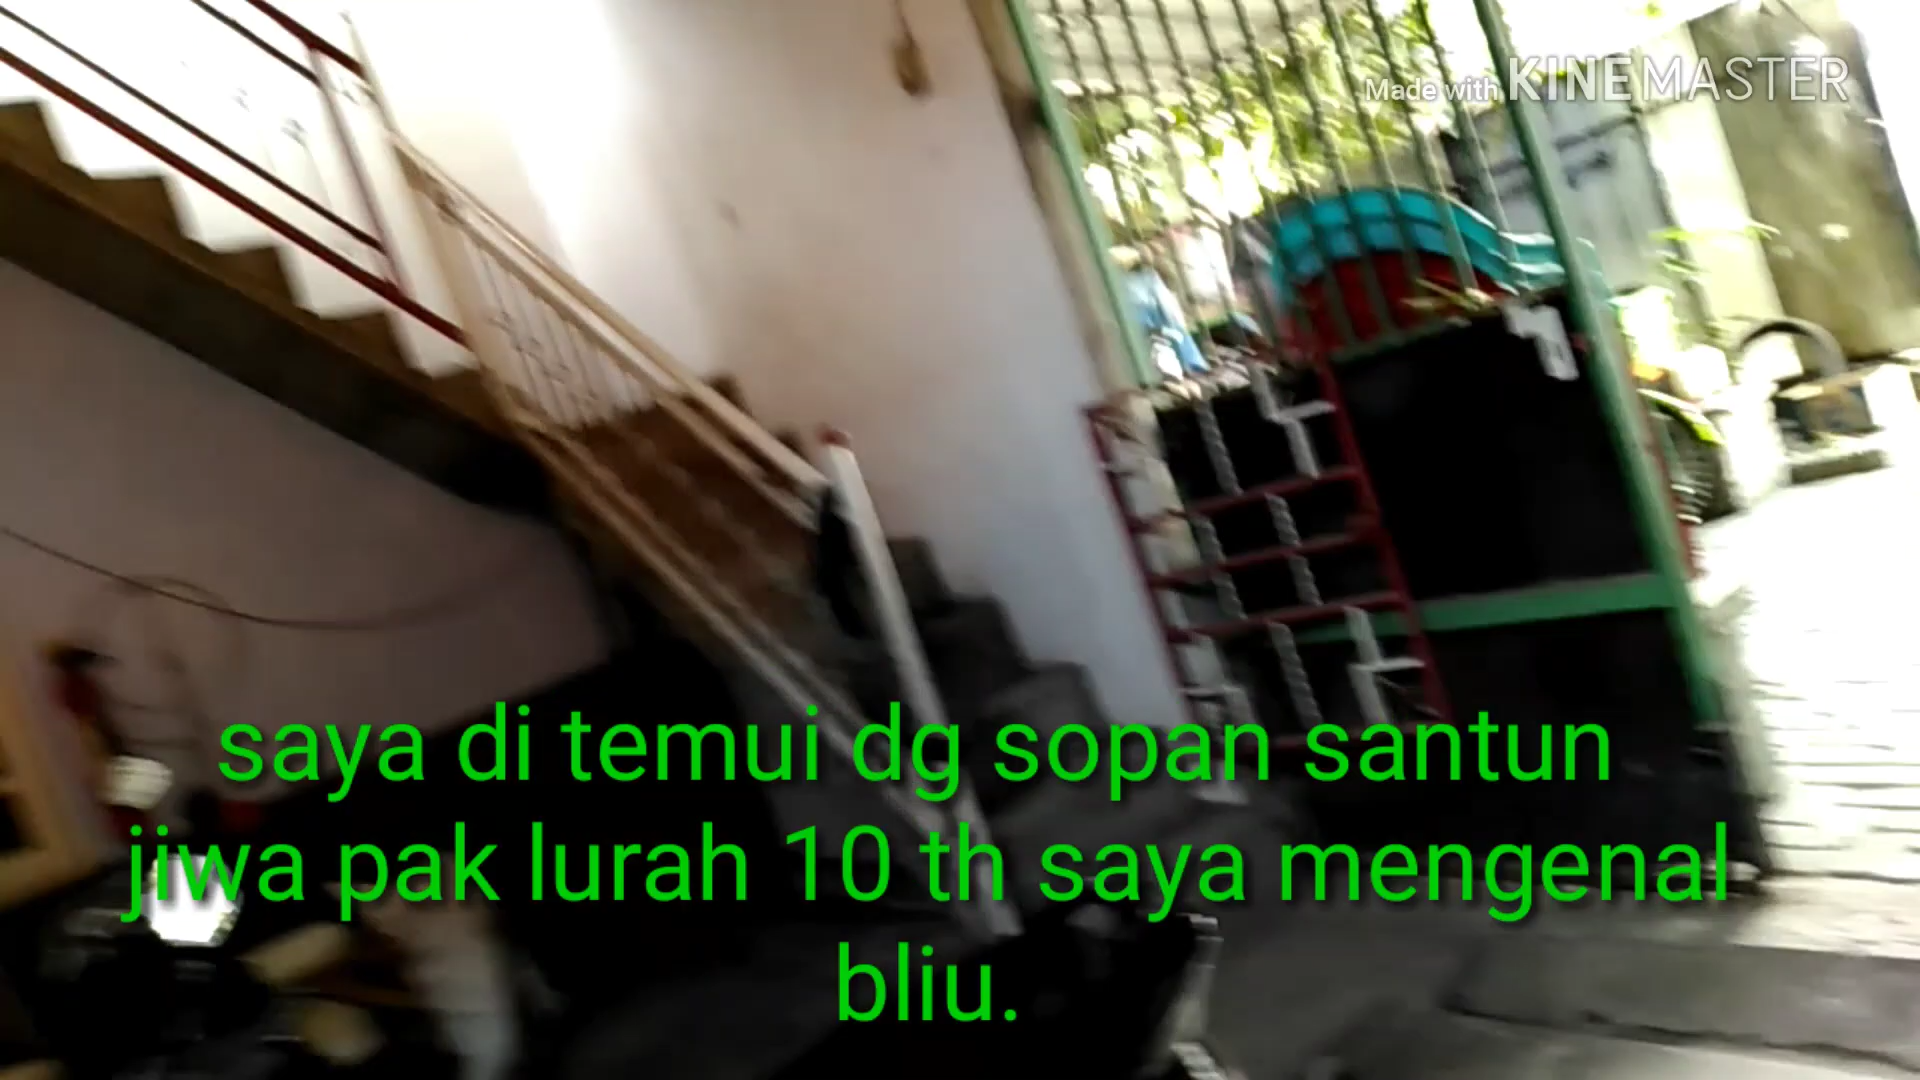 Made with KINEMASTER
saya di temui dg sopan santun
jiwa pak lurah 10 th saya mengenal
bliu.